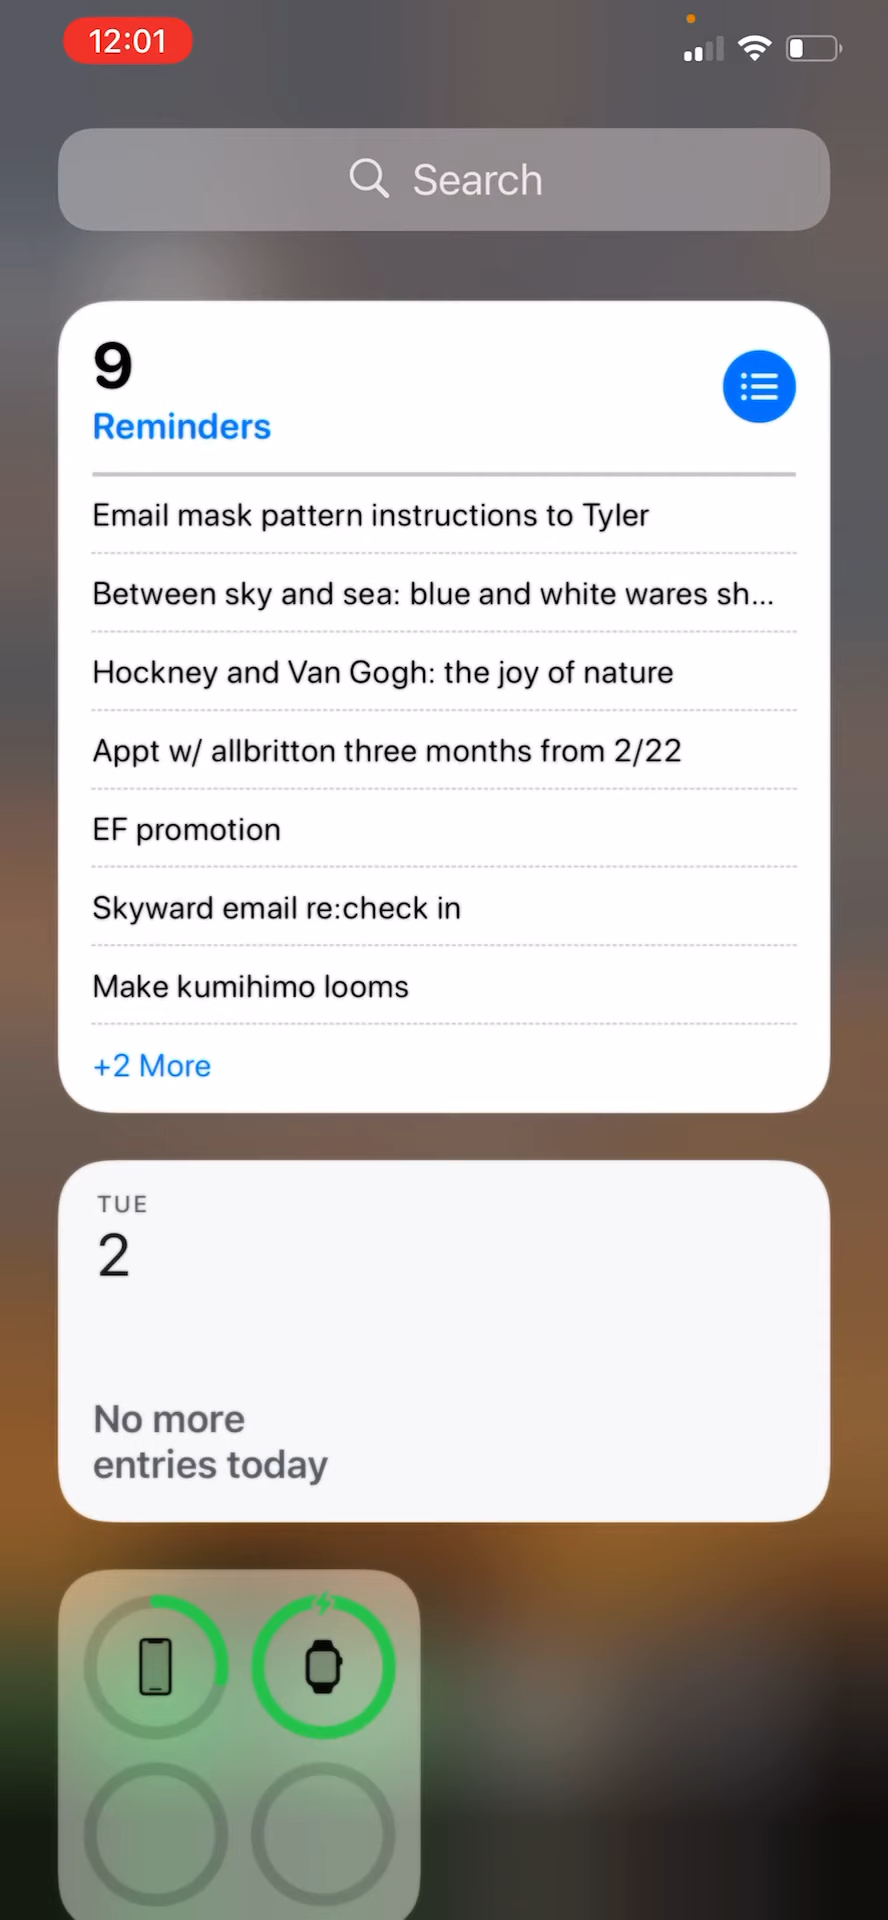 12:01
Search
9
Reminders
Email mask pattern instructions to Tyler
Between sky and sea: blue and white wares sh...
Hockney and Van Gogh: the joy of nature
Appt w/ allbritton three months from 2/22
EF promotion
Skyward email re:check in
Make kumihimo looms
+2 More
TUE
2
No more
entries today